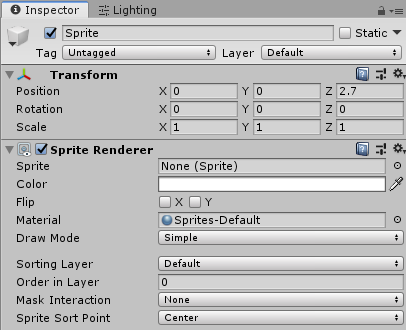 Inspector Lighting
Sprite Static
Tag Untagged Layer Default
Transform
Position X 0 Y 0 Z 2.7
Rotation X 0 Y 0 Z 0
Scale X 1 Y 1 Z 1
Sprite Renderer
Sprite None (Sprite)
Color
Flip X Y
Material Sprites-Default
Draw Mode Simple
Sorting Layer Default
Order in Layer 0
Mask Interaction None
Sprite Sort Point Center